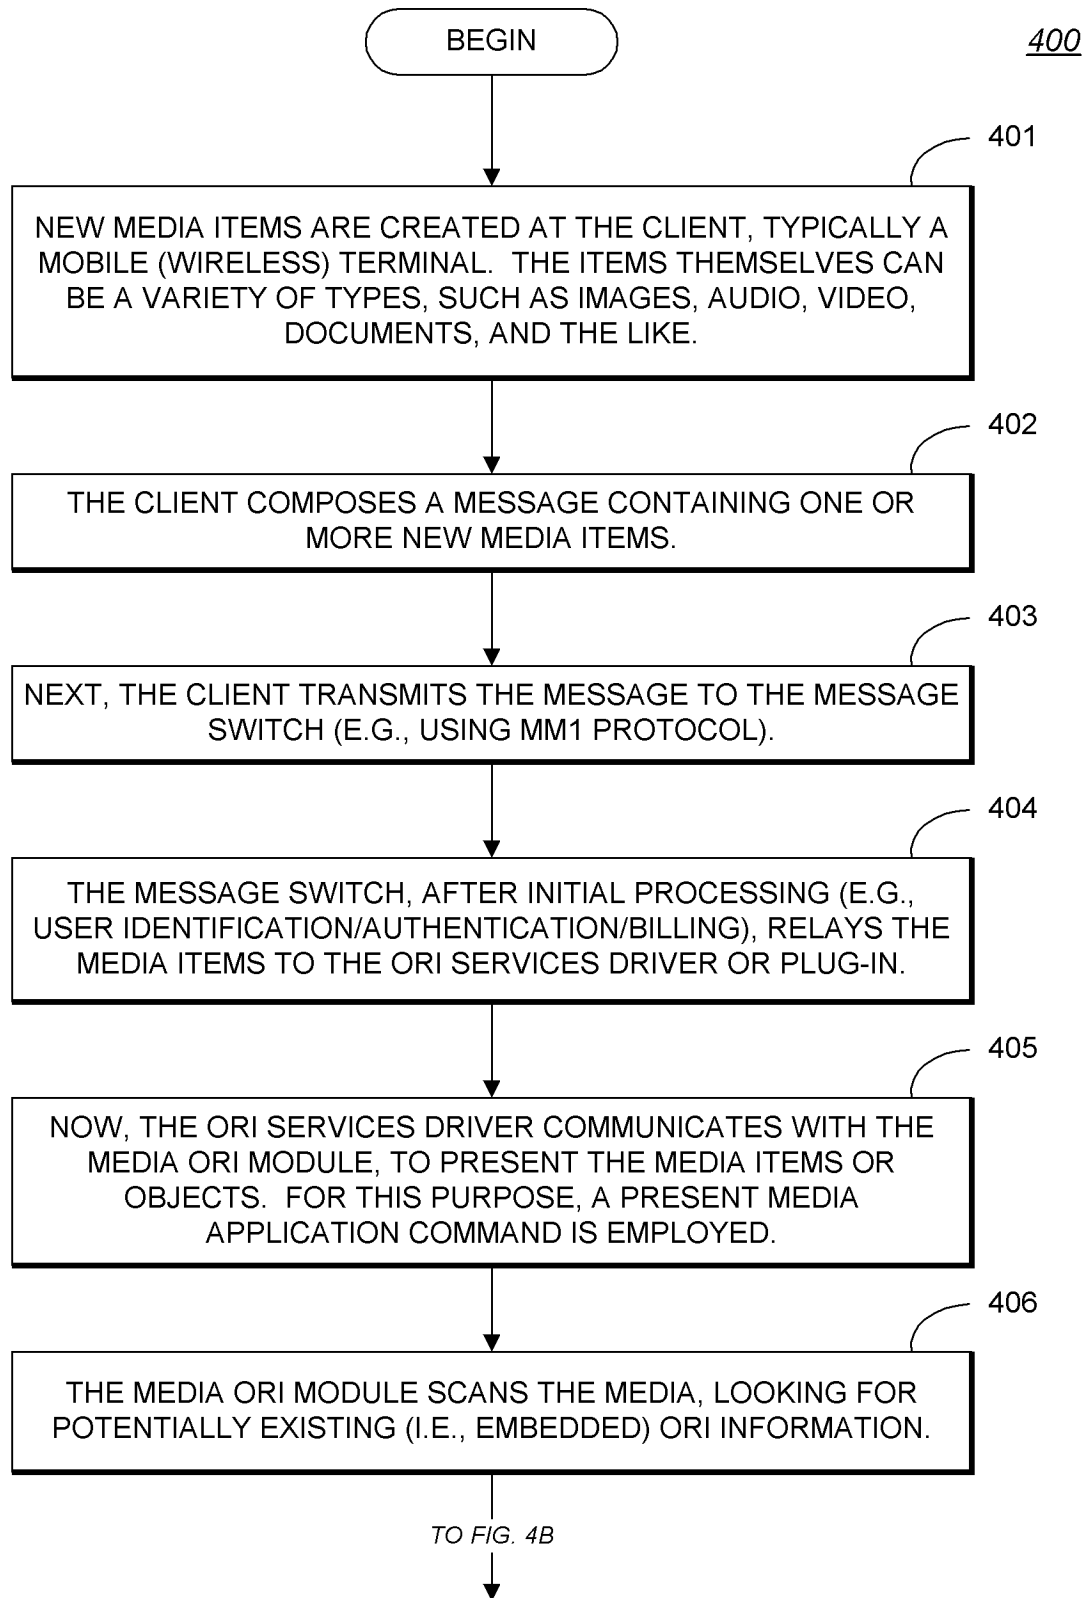 BEGIN
400
401
NEW MEDIA ITEMS ARE CREATED AT THE CLIENT, TYPICALLY A
MOBILE (WIRELESS) TERMINAL.  THE ITEMS THEMSELVES CAN
BE A VARIETY OF TYPES, SUCH AS IMAGES, AUDIO, VIDEO,
DOCUMENTS, AND THE LIKE.
402
THE CLIENT COMPOSES A MESSAGE CONTAINING ONE OR
MORE NEW MEDIA ITEMS.
403
NEXT, THE CLIENT TRANSMITS THE MESSAGE TO THE MESSAGE
SWITCH (E.G., USING MM1 PROTOCOL).
404
THE MESSAGE SWITCH, AFTER INITIAL PROCESSING (E.G.,
USER IDENTIFICATION/AUTHENTICATION/BILLING), RELAYS THE
MEDIA ITEMS TO THE ORI SERVICES DRIVER OR PLUG-IN.
405
NOW, THE ORI SERVICES DRIVER COMMUNICATES WITH THE
MEDIA ORI MODULE, TO PRESENT THE MEDIA ITEMS OR
OBJECTS.  FOR THIS PURPOSE, A PRESENT MEDIA
APPLICATION COMMAND IS EMPLOYED.
406
THE MEDIA ORI MODULE SCANS THE MEDIA, LOOKING FOR
POTENTIALLY EXISTING (I.E., EMBEDDED) ORI INFORMATION.
TO FIG. 4B